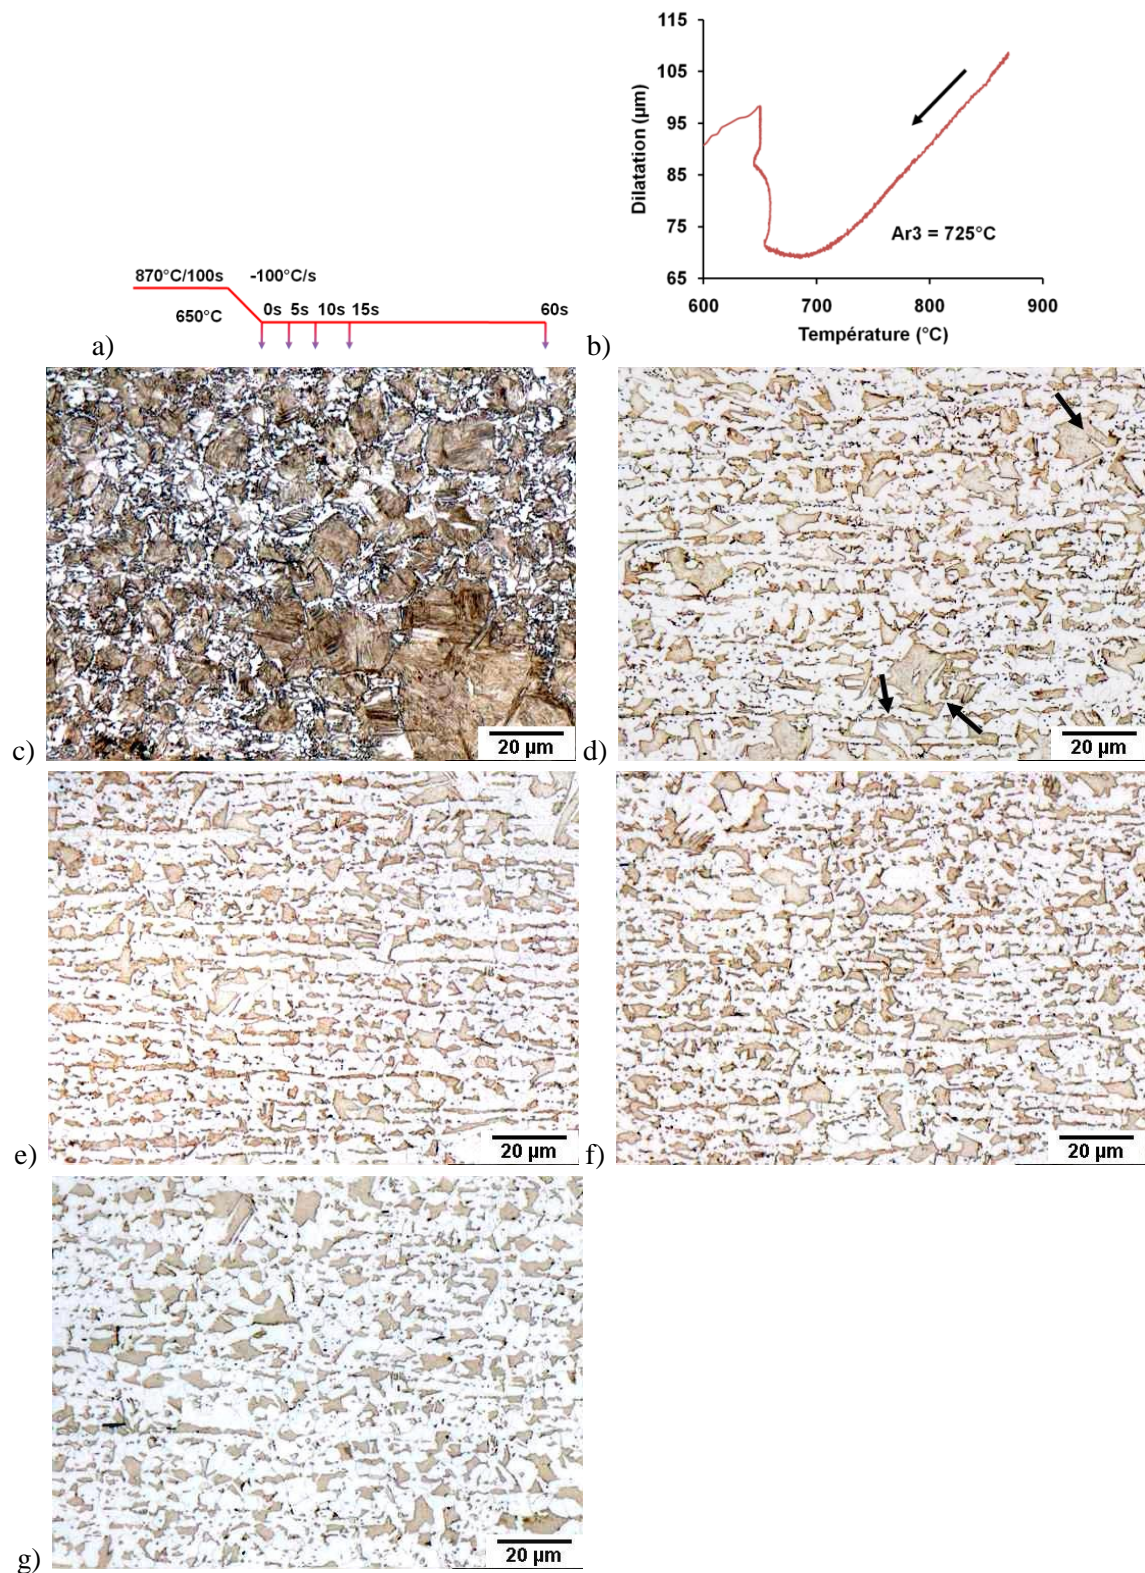 115
105
95
85
75
65
Dilatation (µm)
Ar3 = 725°C
600 700 800 900
Température (°C)
870°C/100s -100°C/s
650°C 0s 5s 10s 15s 60s
a) b)
20 µm 20 µm
c) d)
20 µm 20 µm
e) f)
20 µm
g)